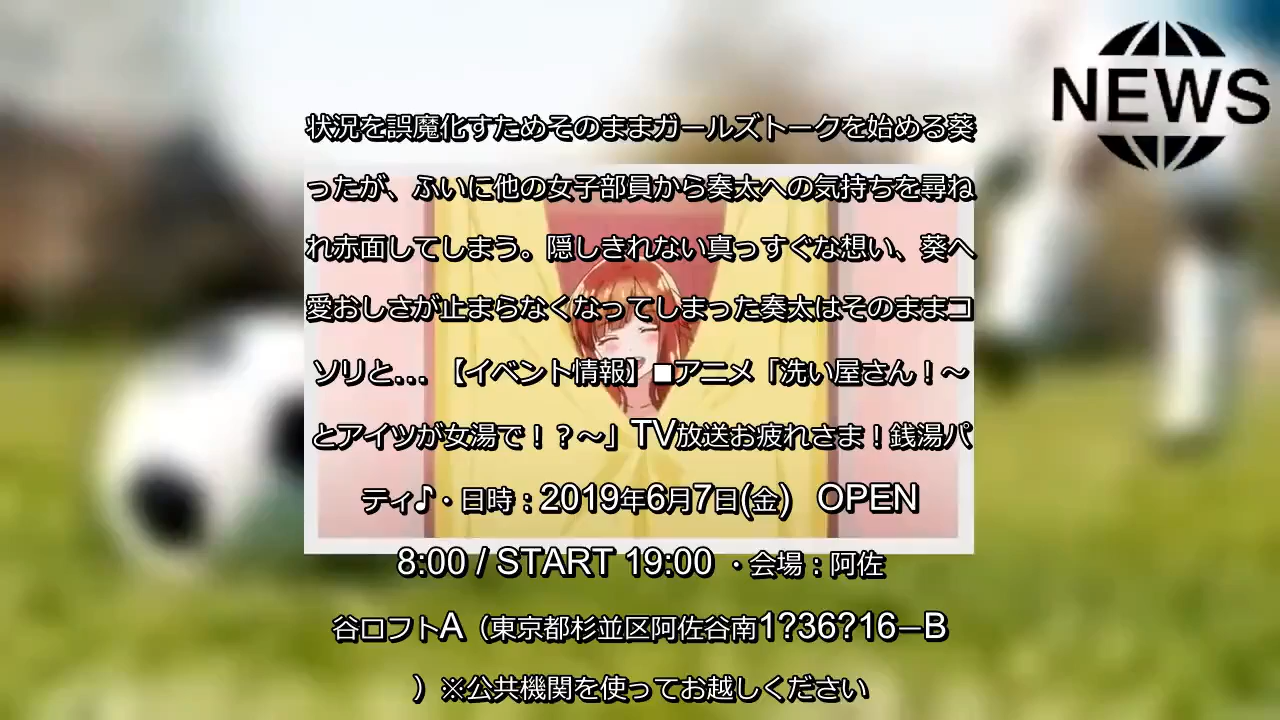 NEWS
状況を誤魔化すためそのままガールズトークを始める葵
ったが、ふいに他の女子部員から奏太への気持ちを尋ね
れ赤面してしまう。隠しきれない真っすぐな想い、葵へ
愛おしさが止まらなくなってしまった奏太はそのままコ
ソリと... 【イベント情報】■アニメ「洗い屋さん！～
とアイツが女湯で！？～」TV放送お疲れさま！銭湯パ
ティ♪・日時：2019年6月7日(金)　OPEN
8:00 / START 19:00 ・会場：阿佐
谷ロフトA（東京都杉並区阿佐谷南1?36?16−B
）※公共機関を使ってお越しください